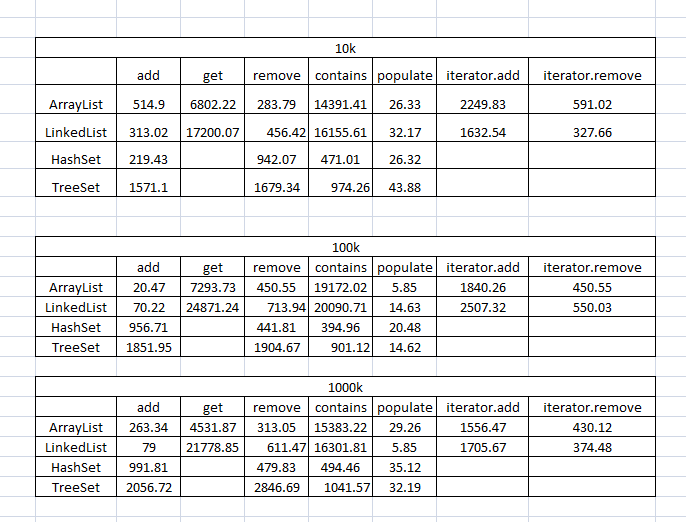 10k
add get remove contains populate iterator.add iterator.remove
ArrayList 514.9 6802.22 283.79 14391.41 26.33 2249.83 591.02
LinkedList 313.02 17200.07 456.42 16155.61 32.17 1632.54 327.66
HashSet 219.43 942.07 471.01 26.32
TreeSet 1571.1 1679.34 974.26 43.88
100k
add get remove contains populate iterator.add iterator.remove
ArrayList 20.47 7293.73 450.55 19172.02 5.85 1840.26 450.55
LinkedList 70.22 24871.24 713.94 20090.71 14.63 2507.32 550.03
HashSet 956.71 441.81 394.96 20.48
TreeSet 1851.95 1904.67 901.12 14.62
1000k
add get remove contains populate iterator.add iterator.remove
ArrayList 263.34 4531.87 313.05 15383.22 29.26 1556.47 430.12
LinkedList 79 21778.85 611.47 16301.81 5.85 1705.67 374.48
HashSet 991.81 479.83 494.46 35.12
TreeSet 2056.72 2846.69 1041.57 32.19